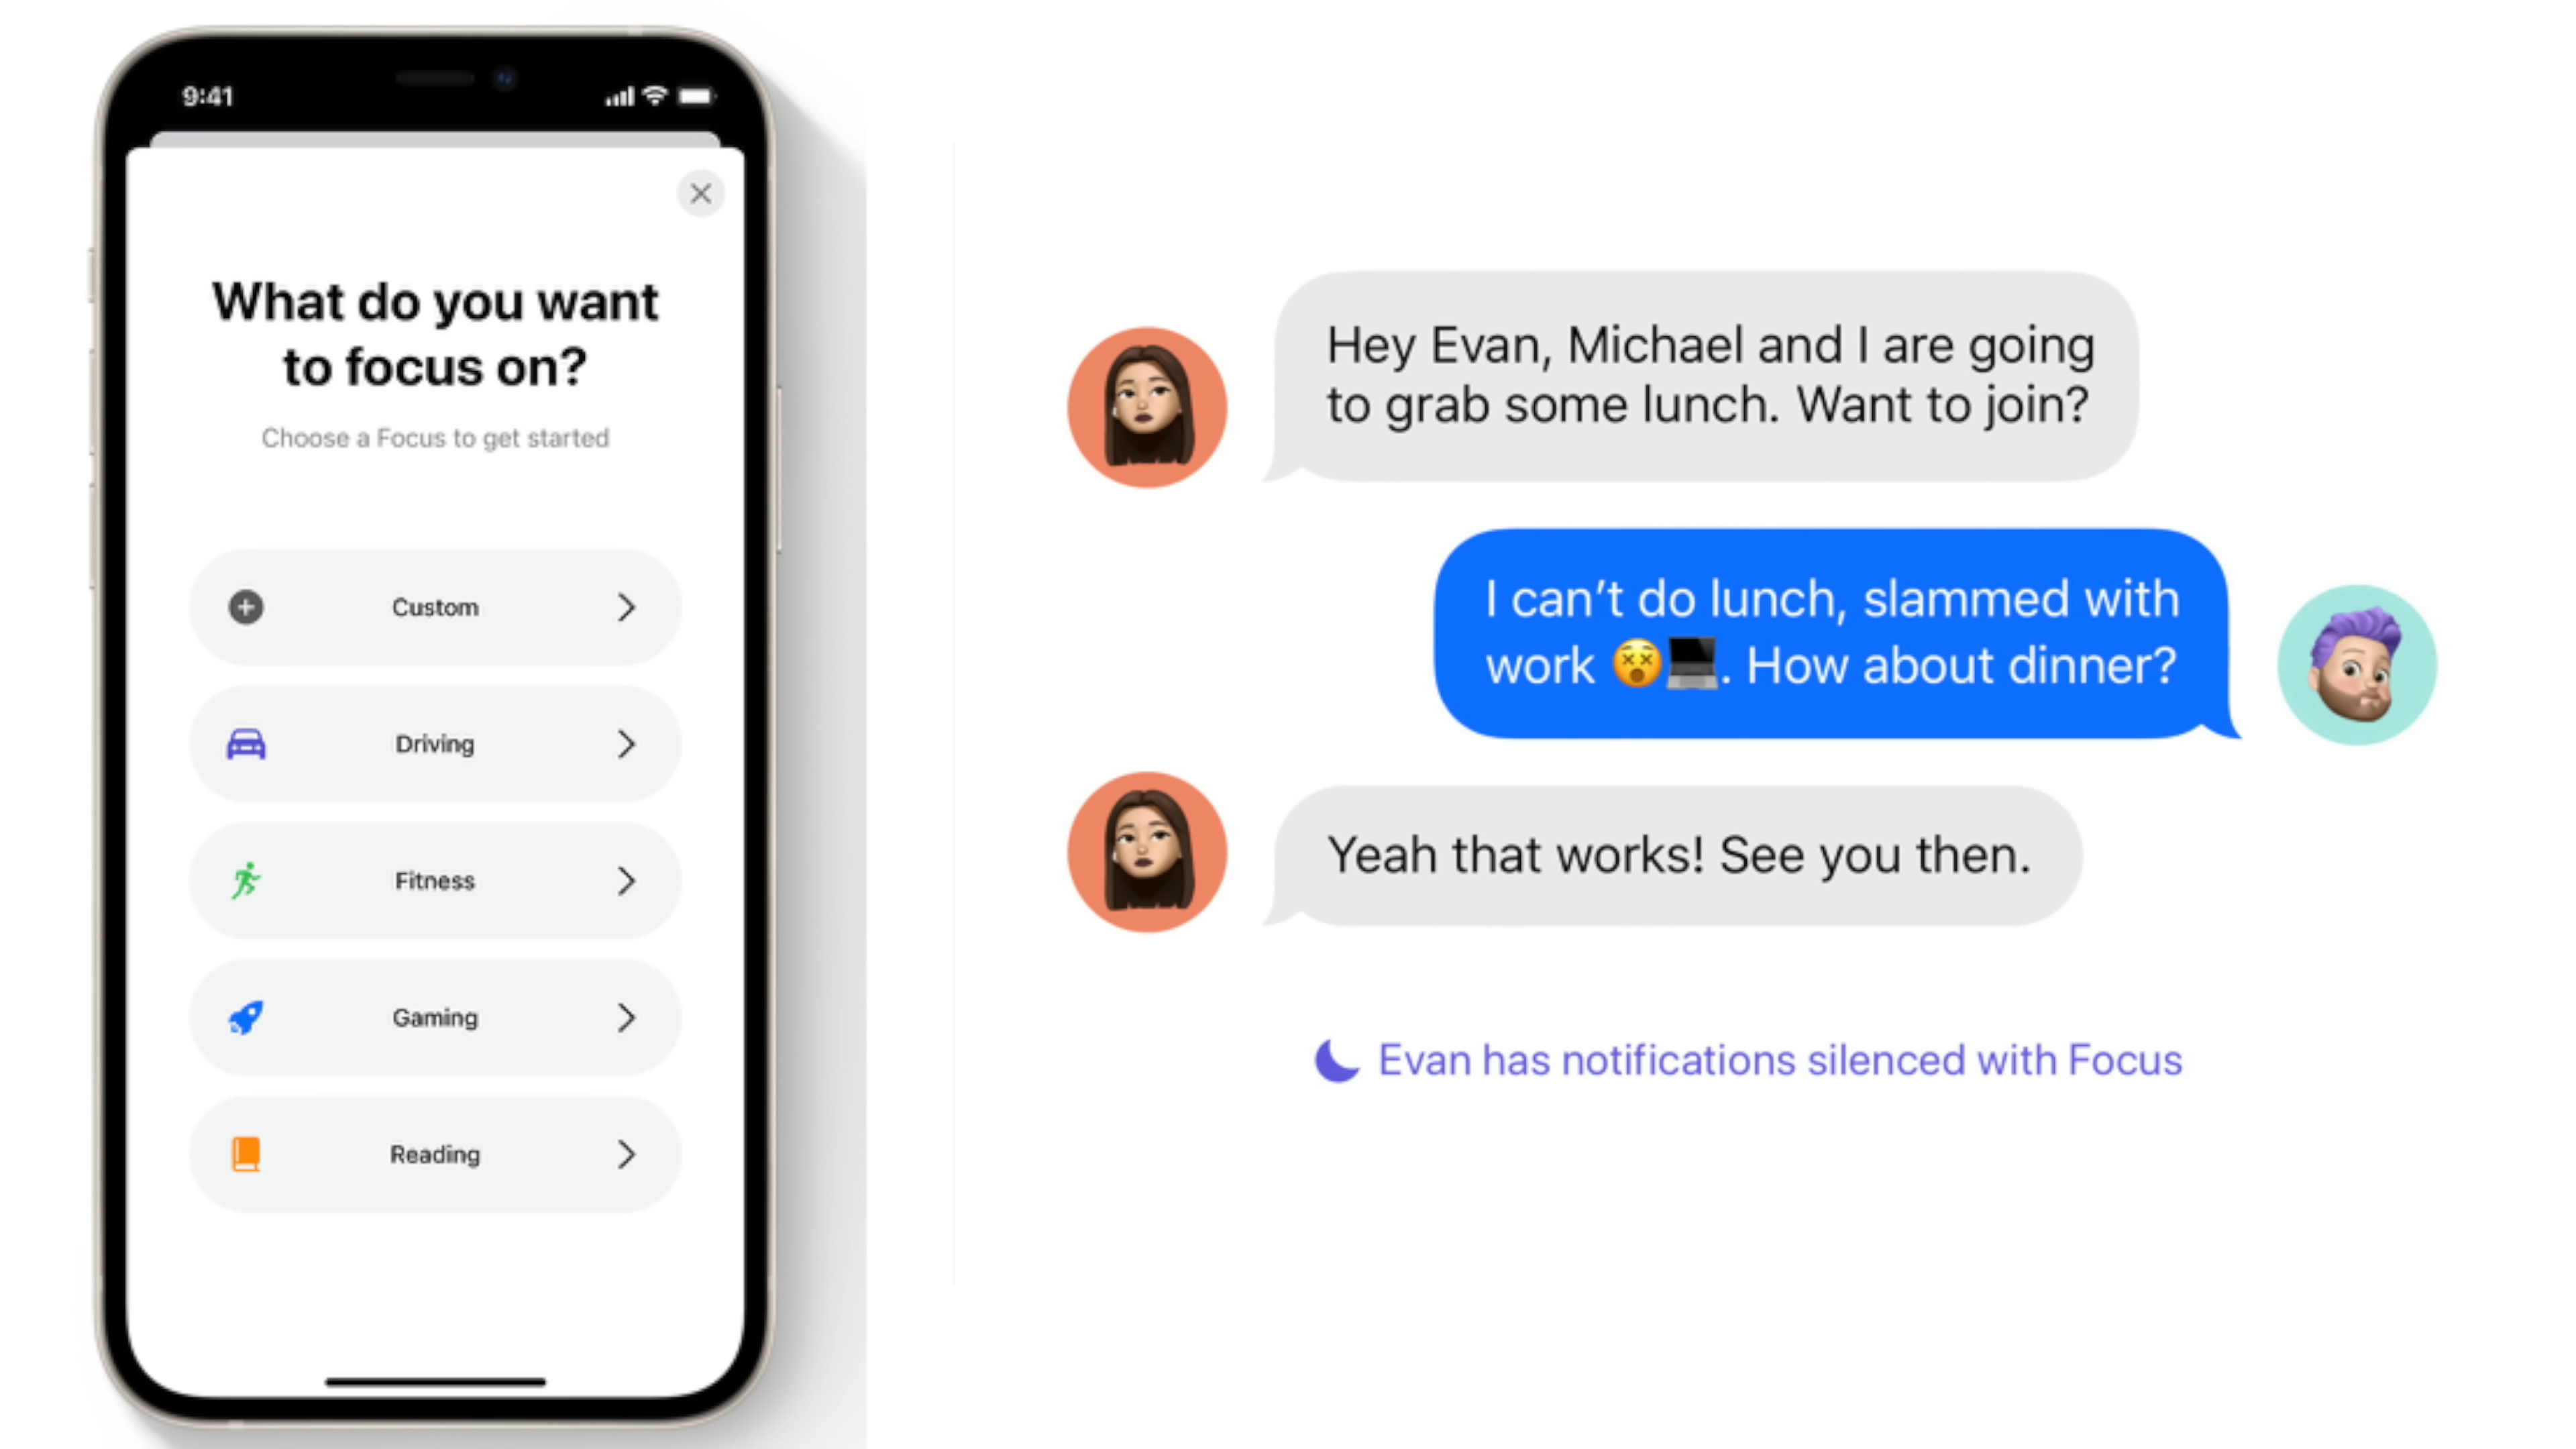 9:41
What do you want
to focus on?
Choose a Focus to get started
Custom
Driving
Fitness
Gaming
Reading
Hey Evan, Michael and I are going
to grab some lunch. Want to join?
I can’t do lunch, slammed with
work 😵💻. How about dinner?
Yeah that works! See you then.
Evan has notifications silenced with Focus